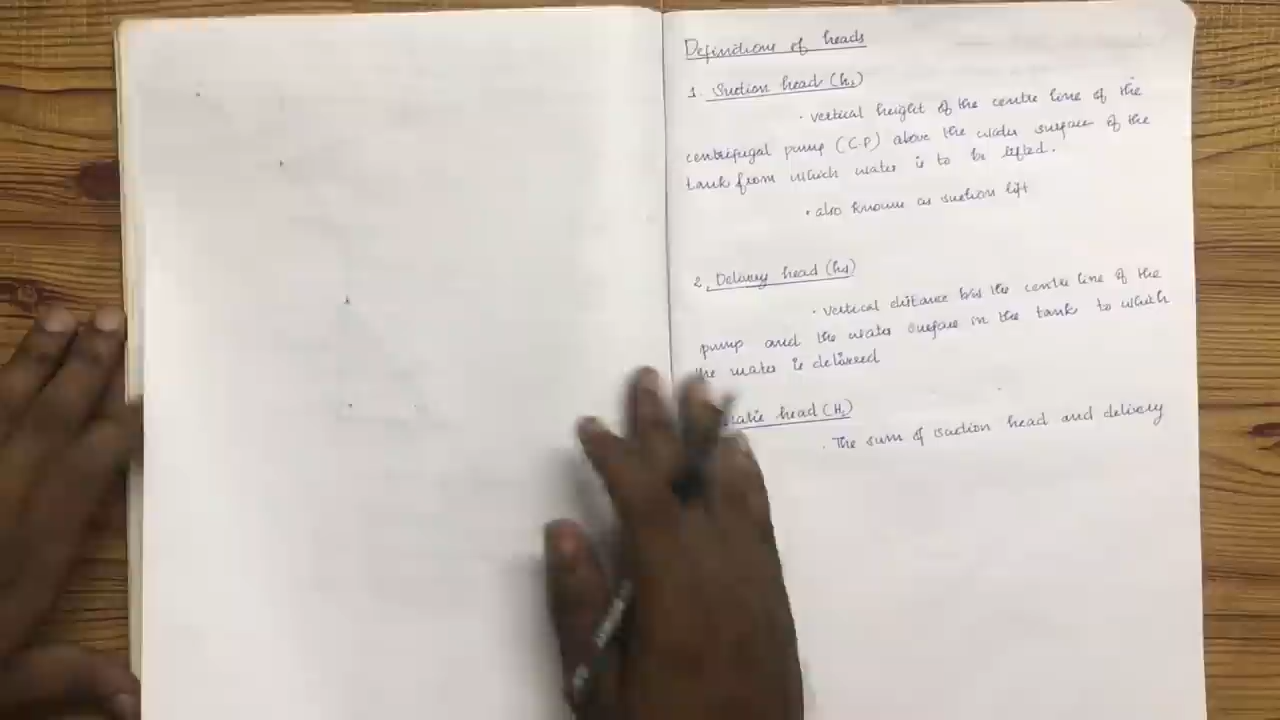 Definitions of heads
1. Suction head (hs)
· vertical height of the centre line of the
centrifugal pump (C.P) above the water surface of the
tank from which water is to be lifted.
· also known as suction lift
2, Delivery head (hd)
· vertical distance b/w the centre line of the
pump and the water surface in the tank to which
the water is delivered
head (Hs)
· The sum of suction head and delivery